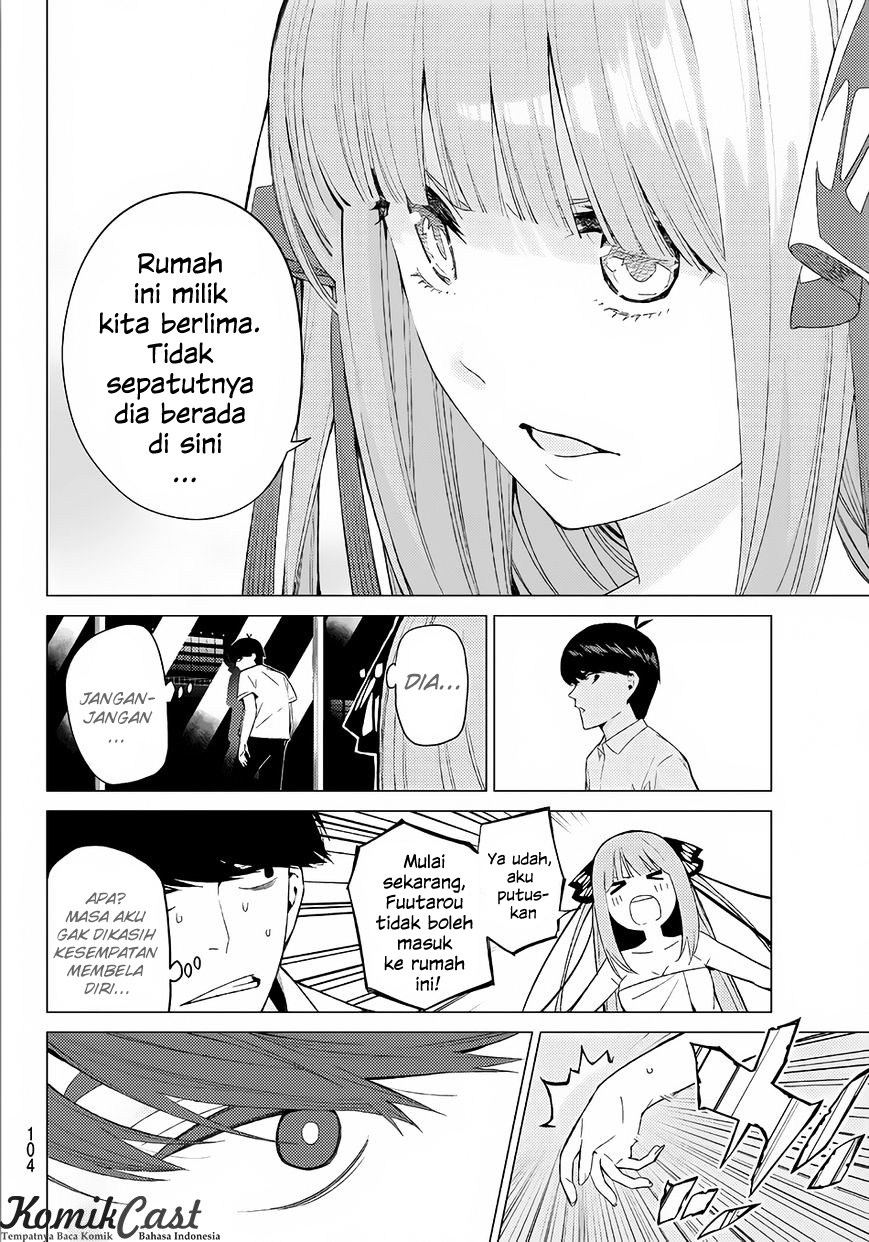 Rumah
ini milik
kita berlima.
Tidak
sepatutnya
dia berada
di sini
...
DIA...
JANGAN-
JANGAN
...
Ya udah,
aku
putus-
kan
Mulai
sekarang,
Fuutarou
tidak boleh
masuk
ke rumah
ini!
APA?
MASA AKU
GAK DIKASIH
KESEMPATAN
MEMBELA
DIRI...
104
KomikCast
Tempatnya Baca Komik Bahasa Indonesia